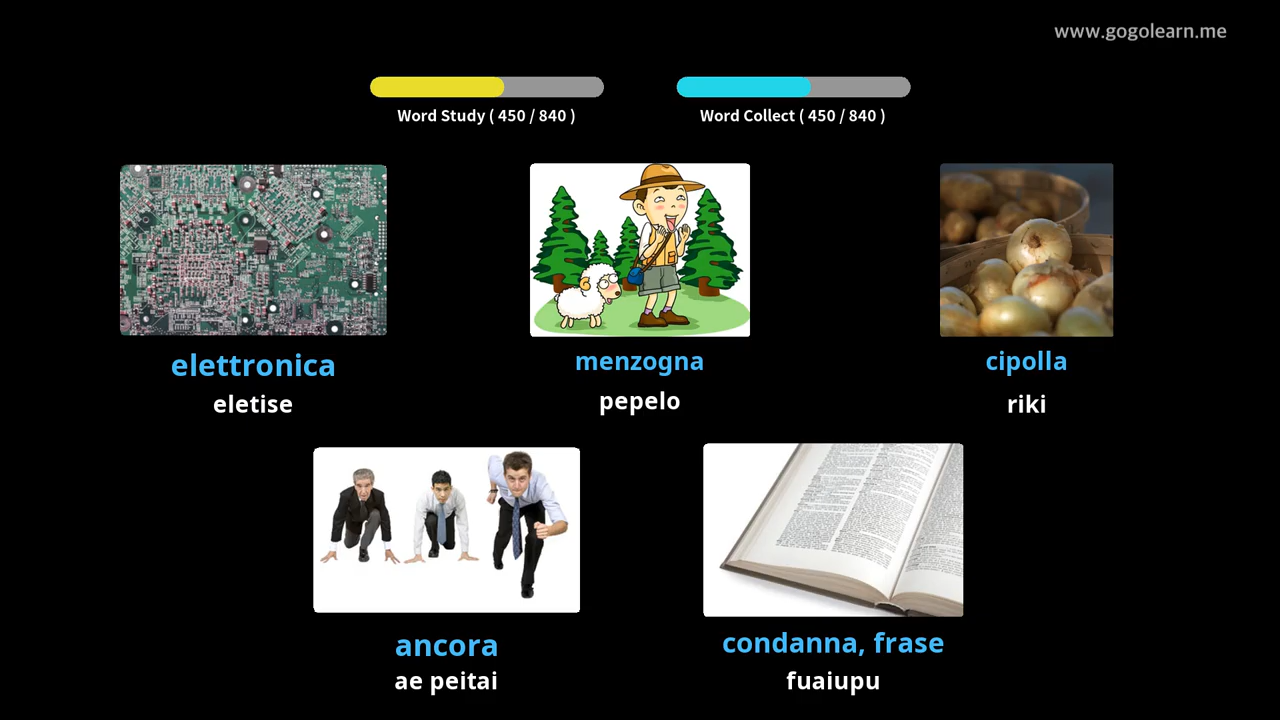 www.gogolearn.me
Word Study ( 450 / 840 )
Word Collect ( 450 / 840 )
elettronica
eletise
menzogna
pepelo
cipolla
riki
ancora
ae peitai
condanna, frase
fuaiupu